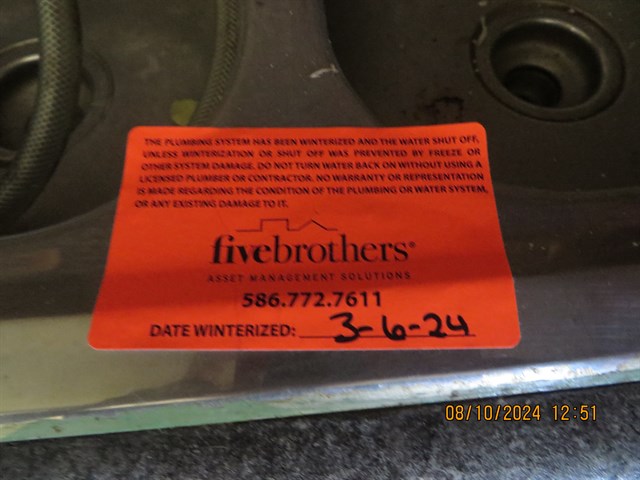 THE PLUMBING SYSTEM HAS BEEN WINTERIZED AND THE WATER SHUT OFF,
UNLESS WINTERIZATION OR SHUT OFF WAS PREVENTED BY FREEZE OR
OTHER SYSTEM DAMAGE. DO NOT TURN WATER BACK ON WITHOUT USING A
LICENSED PLUMBER OR CONTRACTOR. NO WARRANTY OR REPRESENTATION
IS MADE REGARDING THE CONDITION OF THE PLUMBING OR WATER SYSTEM,
OR ANY EXISTING DAMAGE TO IT.
fivebrothers®
ASSET MANAGEMENT SOLUTIONS
586.772.7611
DATE WINTERIZED: 3-6-24
08/10/2024 12:51